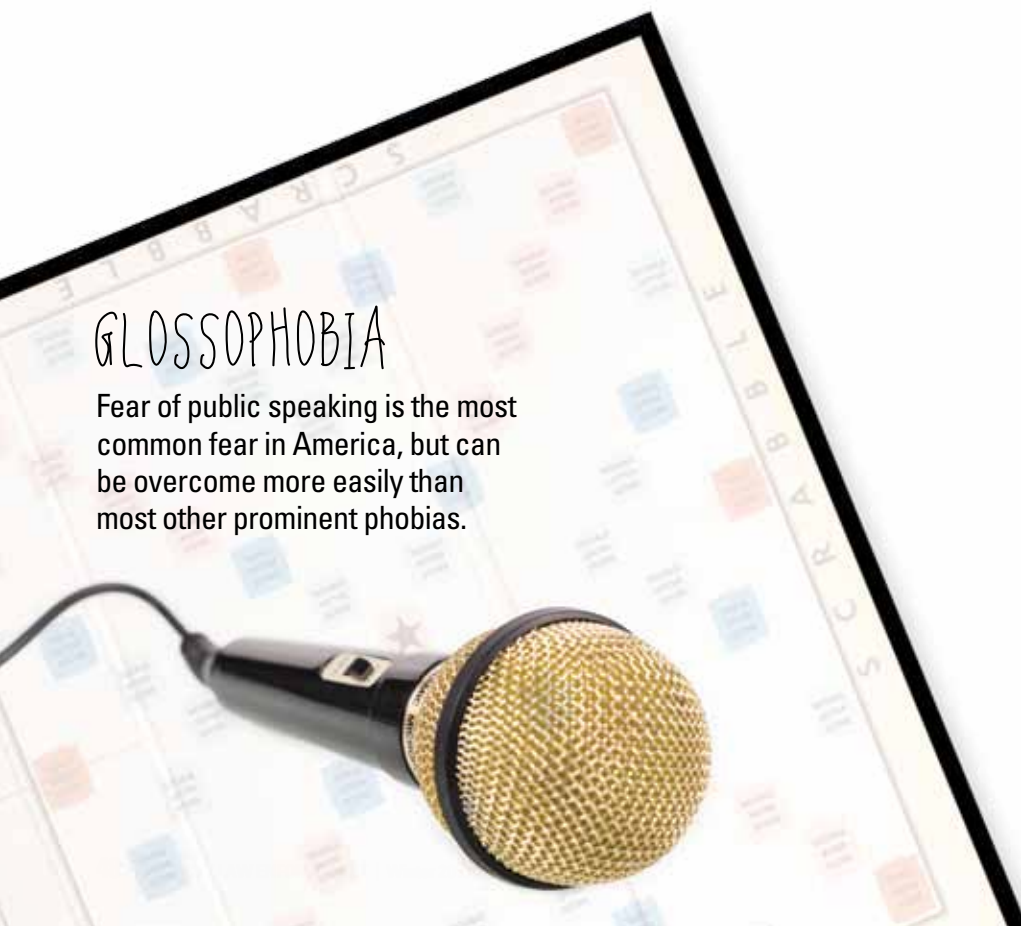 SCRABBLE
SCRABBLE
GLOSSOPHOBIA
Fear of public speaking is the most
common fear in America, but can
be overcome more easily than
most other prominent phobias.